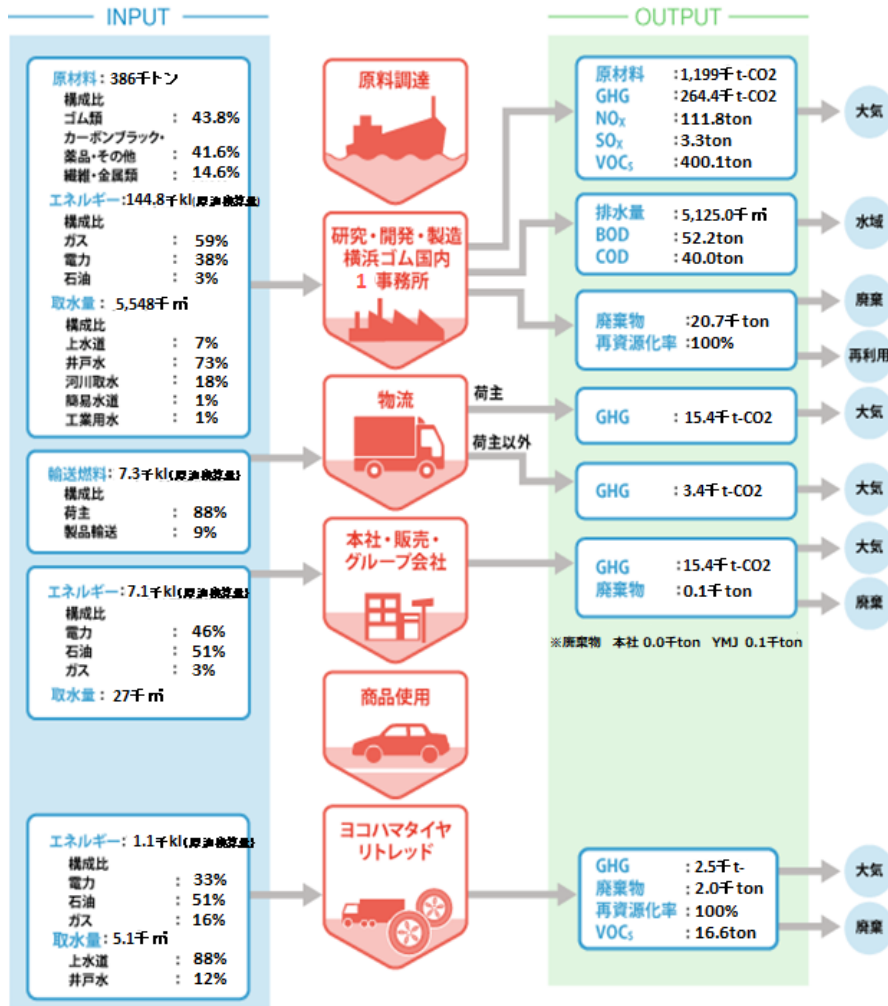 INPUT
原材料：386千トン
構成比
ゴム類 ：43.8%
カーボンブラック・
薬品・その他 ：41.6%
繊維・金属類 ：14.6%
エネルギー：144.8千kl(原油換算量)
構成比
ガス ：59%
電力 ：38%
石油 ：3%
取水量：5,548千㎥
構成比
上水道 ：7%
井戸水 ：73%
河川取水 ：18%
簡易水道 ：1%
工業用水 ：1%
輸送燃料：7.3千kl(原油換算量)
構成比
荷主 ：88%
製品輸送 ：9%
エネルギー：7.1千kl(原油換算量)
構成比
電力 ：46%
石油 ：51%
ガス ：3%
取水量：27千㎥
エネルギー：1.1千kl(原油換算量)
構成比
電力 ：33%
石油 ：51%
ガス ：16%
取水量：5.1千㎥
上水道 ：88%
井戸水 ：12%
原料調達
研究・開発・製造
横浜ゴム国内
1 事務所
物流
荷主
荷主以外
本社・販売・
グループ会社
商品使用
ヨコハマタイヤ
リトレッド
OUTPUT
原材料 ：1,199千t-CO2
GHG ：264.4千t-CO2
NOX ：111.8ton
SOX ：3.3ton
VOCS ：400.1ton
大気
排水量 ：5,125.0千㎥
BOD ：52.2ton
COD ：40.0ton
水域
廃棄物 ：20.7千ton
再資源化率：100%
廃棄
再利用
GHG ：15.4千t-CO2
大気
GHG ：3.4千t-CO2
大気
GHG ：15.4千t-CO2
廃棄物 ：0.1千ton
大気
廃棄
※廃棄物 本社 0.0千ton YMJ 0.1千ton
GHG ：2.5千t-
廃棄物 ：2.0千ton
再資源化率：100%
VOCS ：16.6ton
大気
廃棄